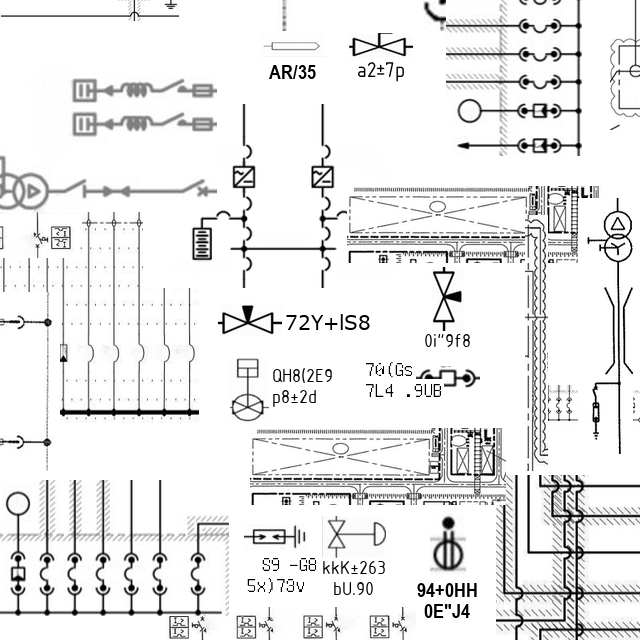 AR/35
a2±7p
72Y+IS8
0i"9f8
QH8(2E9
p8±2d
70(Gs
7L4 .9UB
S9 -G8
5x)73v
kkK±263
bU.90
94+0HH
0E"J4